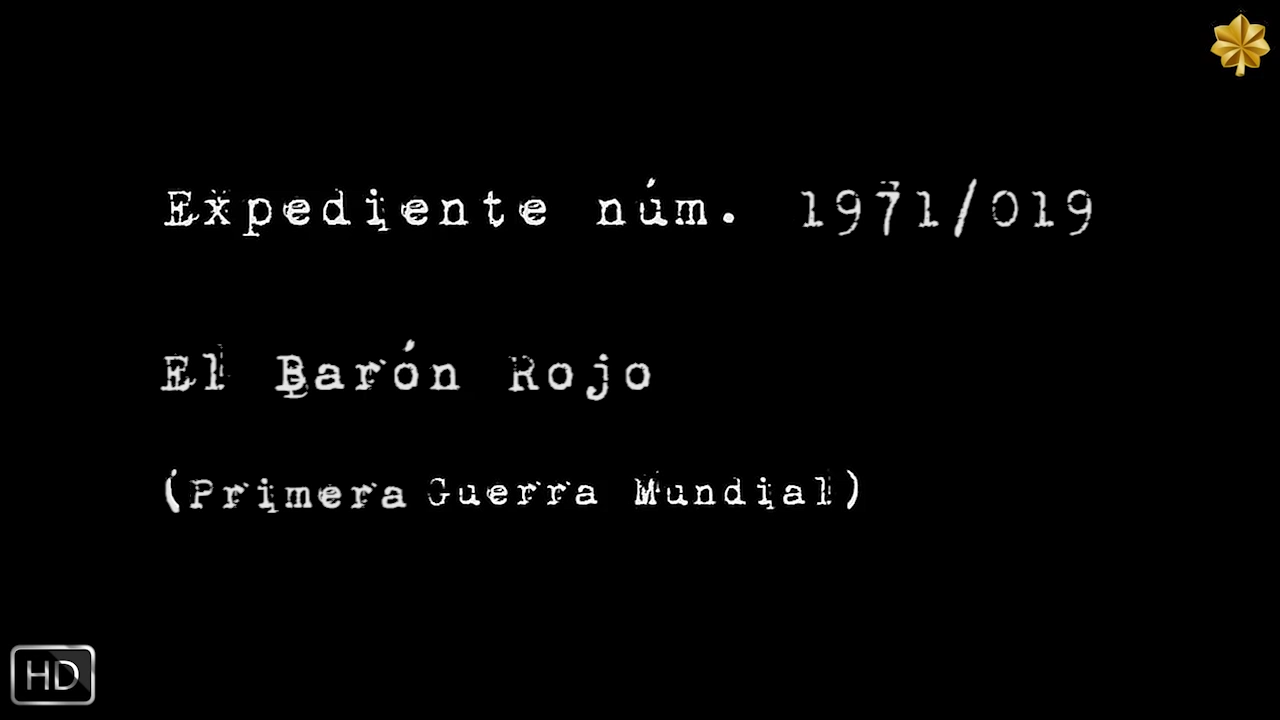 Expediente núm. 1971/019
El Barón Rojo
(Primera Guerra Mundial)
HD